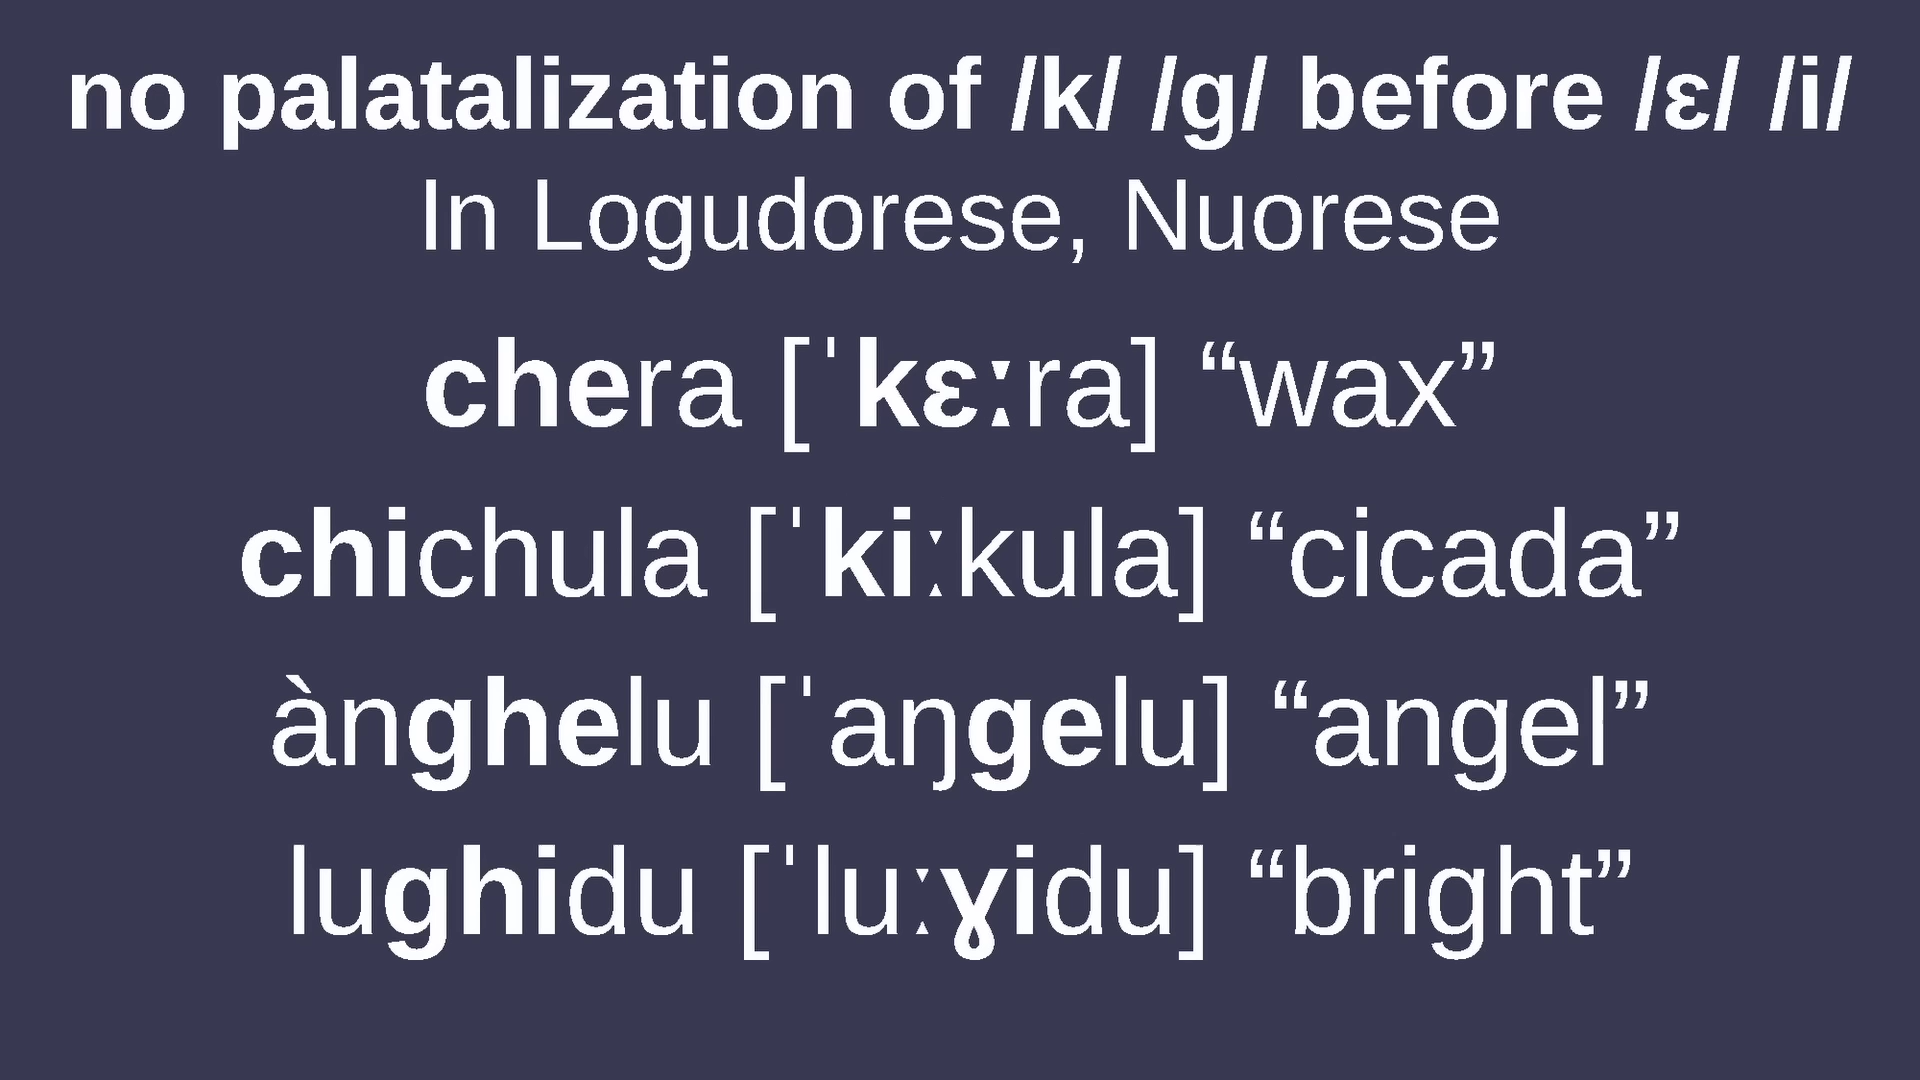 no palatalization of /k/ /g/ before /ɛ/ /i/
In Logudorese, Nuorese
chera [ˈkɛːra] “wax”
chichula [ˈkiːkula] “cicada”
ànghelu [ˈaŋgelu] “angel”
lughidu [ˈluːɣidu] “bright”